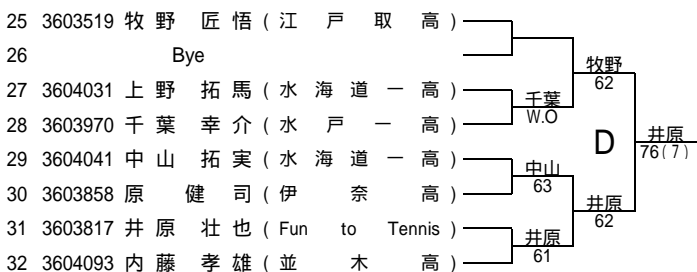 25 3603519 牧 野 匠 悟 ( 江 戸 取 高 )
26 Bye
牧野
62
27 3604031 上 野 拓 馬 ( 水 海 道 一 高 )
千葉
W.O
28 3603970 千 葉 幸 介 ( 水 戸 一 高 )
D
井原
76(7)
29 3604041 中 山 拓 実 ( 水 海 道 一 高 )
中山
63
30 3603858 原 健 司 ( 伊 奈 高 )
井原
62
31 3603817 井 原 壮 也 ( Fun to Tennis )
井原
61
32 3604093 内 藤 孝 雄 ( 並 木 高 )